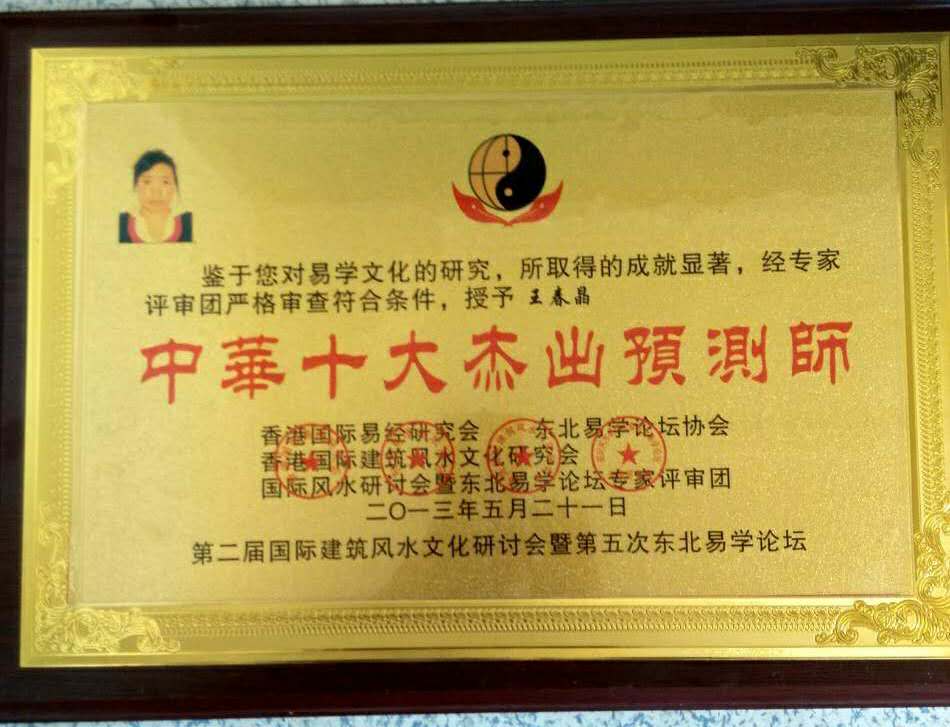 鉴于您对易学文化的研究，所取得的成就显著，经专家
评审团严格审查符合条件，授予 王春晶
中華十大杰出預測師
香港国际易经研究会 东北易学论坛协会
香港国际建筑风水文化研究会
国际风水研讨会暨东北易学论坛专家评审团
二〇一三年五月二十一日
第二届国际建筑风水文化研讨会暨第五次东北易学论坛